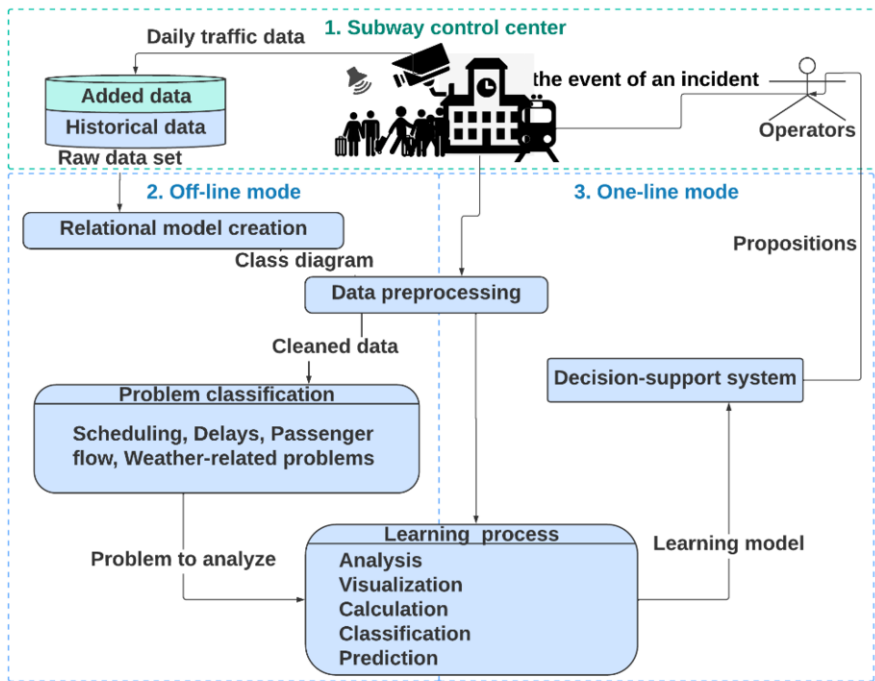 1. Subway control center
Daily traffic data
the event of an incident
Added data
Historical data
Operators
Raw data set
2. Off-line mode
3. One-line mode
Relational model creation
Class diagram
Propositions
Data preprocessing
Cleaned data
Decision-support system
Problem classification
Scheduling, Delays, Passenger
flow, Weather-related problems
Learning process
Problem to analyze
Learning model
Analysis
Visualization
Calculation
Classification
Prediction